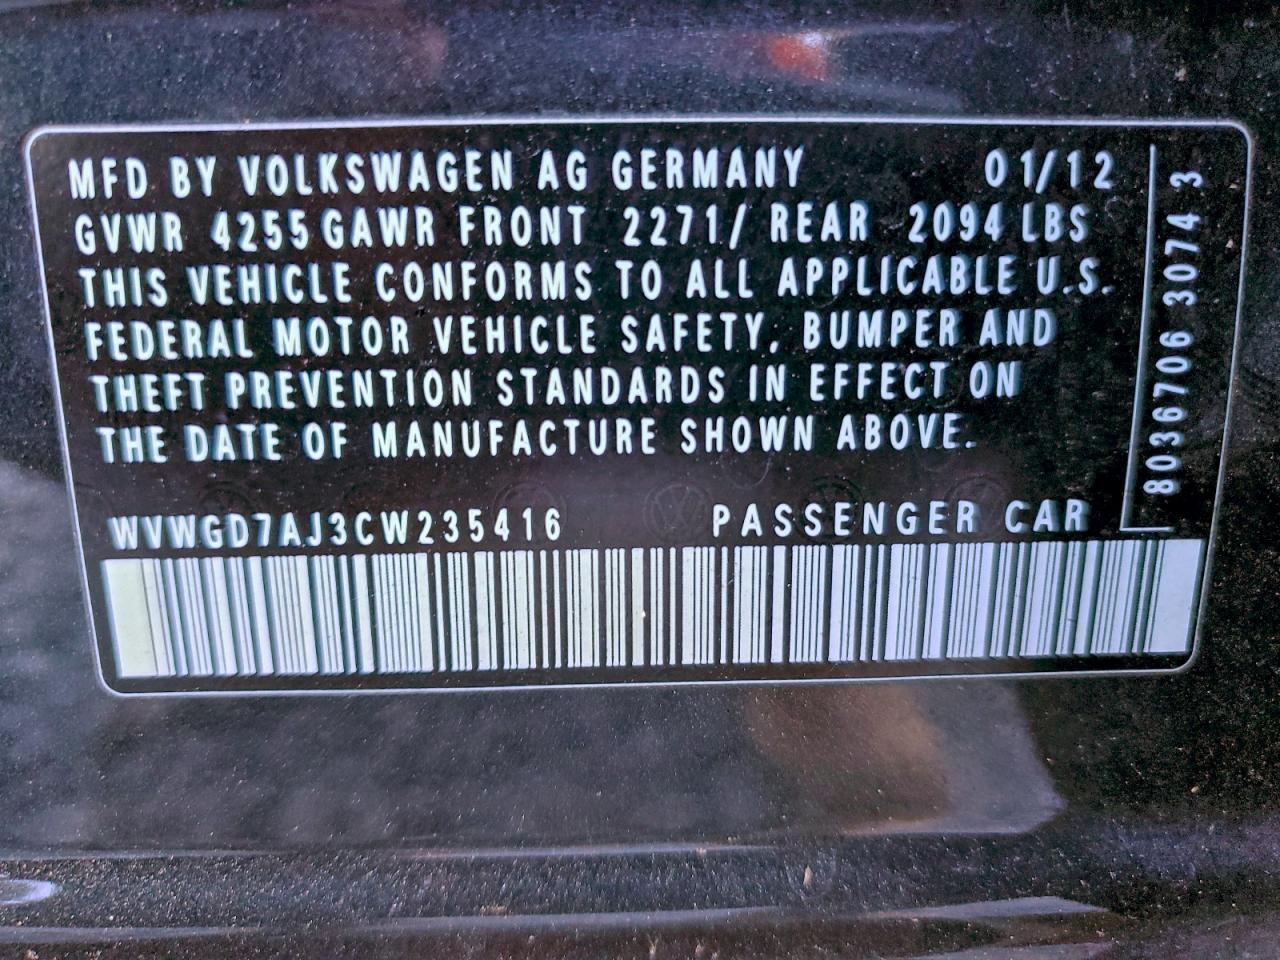 MFD BY VOLKSWAGEN AG GERMANY 01/12
GVWR 4255 GAWR FRONT 2271/ REAR 2094 LBS
THIS VEHICLE CONFORMS TO ALL APPLICABLE U.S.
FEDERAL MOTOR VEHICLE SAFETY, BUMPER AND
THEFT PREVENTION STANDARDS IN EFFECT ON
THE DATE OF MANUFACTURE SHOWN ABOVE.
WVWGD7AJ3CW235416 PASSENGER CAR
8036706 3074 3